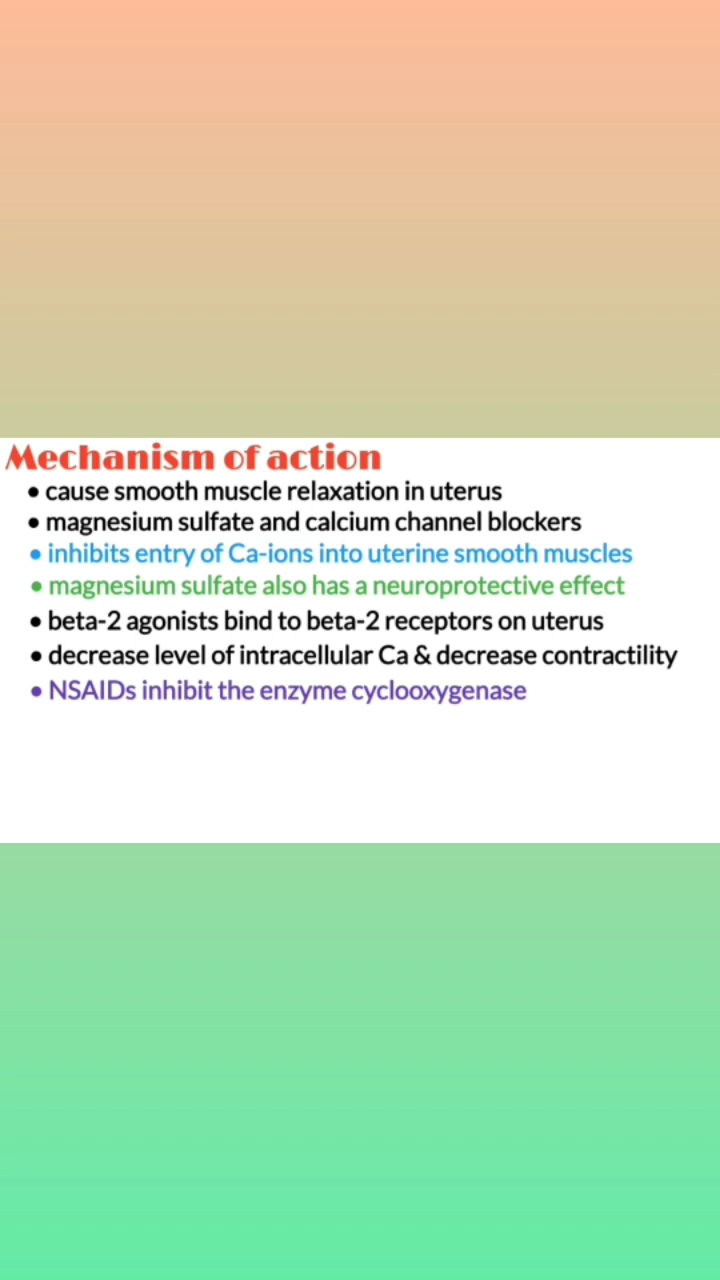 Mechanism of action
• cause smooth muscle relaxation in uterus
• magnesium sulfate and calcium channel blockers
• inhibits entry of Ca-ions into uterine smooth muscles
• magnesium sulfate also has a neuroprotective effect
• beta-2 agonists bind to beta-2 receptors on uterus
• decrease level of intracellular Ca & decrease contractility
• NSAIDs inhibit the enzyme cyclooxygenase